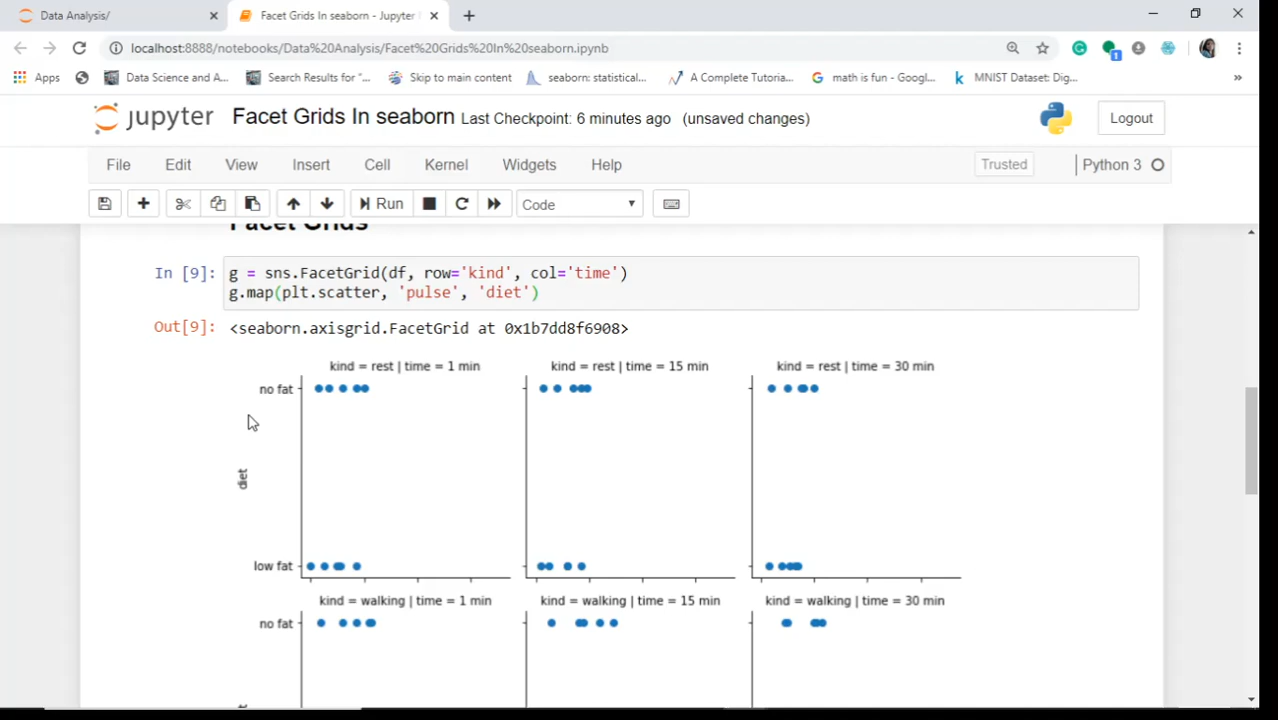 Data Analysis/
Facet Grids In seaborn - Jupyter
localhost:8888/notebooks/Data%20Analysis/Facet%20Grids%20In%20seaborn.ipynb
1
Apps
Data Science and A...
Search Results for "...
Skip to main content
seaborn: statistical...
A Complete Tutoria...
math is fun - Googl...
MNIST Dataset: Dig...
jupyter
Facet Grids In seaborn Last Checkpoint: 6 minutes ago (unsaved changes)
Logout
File
Edit
View
Insert
Cell
Kernel
Widgets
Help
Trusted
Python 3
Run
Code
Facet Grids
In [9]:
g = sns.FacetGrid(df, row='kind', col='time')
g.map(plt.scatter, 'pulse', 'diet')
Out[9]:
<seaborn.axisgrid.FacetGrid at 0x1b7dd8f6908>
kind = rest | time = 1 min
kind = rest | time = 15 min
kind = rest | time = 30 min
no fat
diet
low fat
kind = walking | time = 1 min
kind = walking | time = 15 min
kind = walking | time = 30 min
no fat